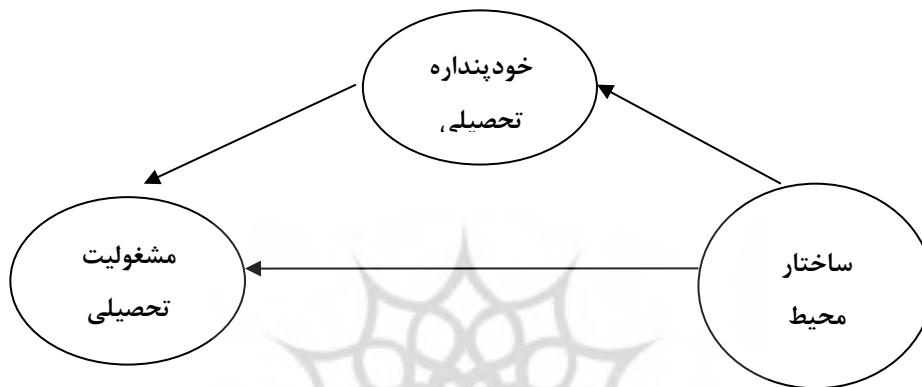 خودپنداره
تحصیلی
مشغولیت
تحصیلی
ساختار
محیط